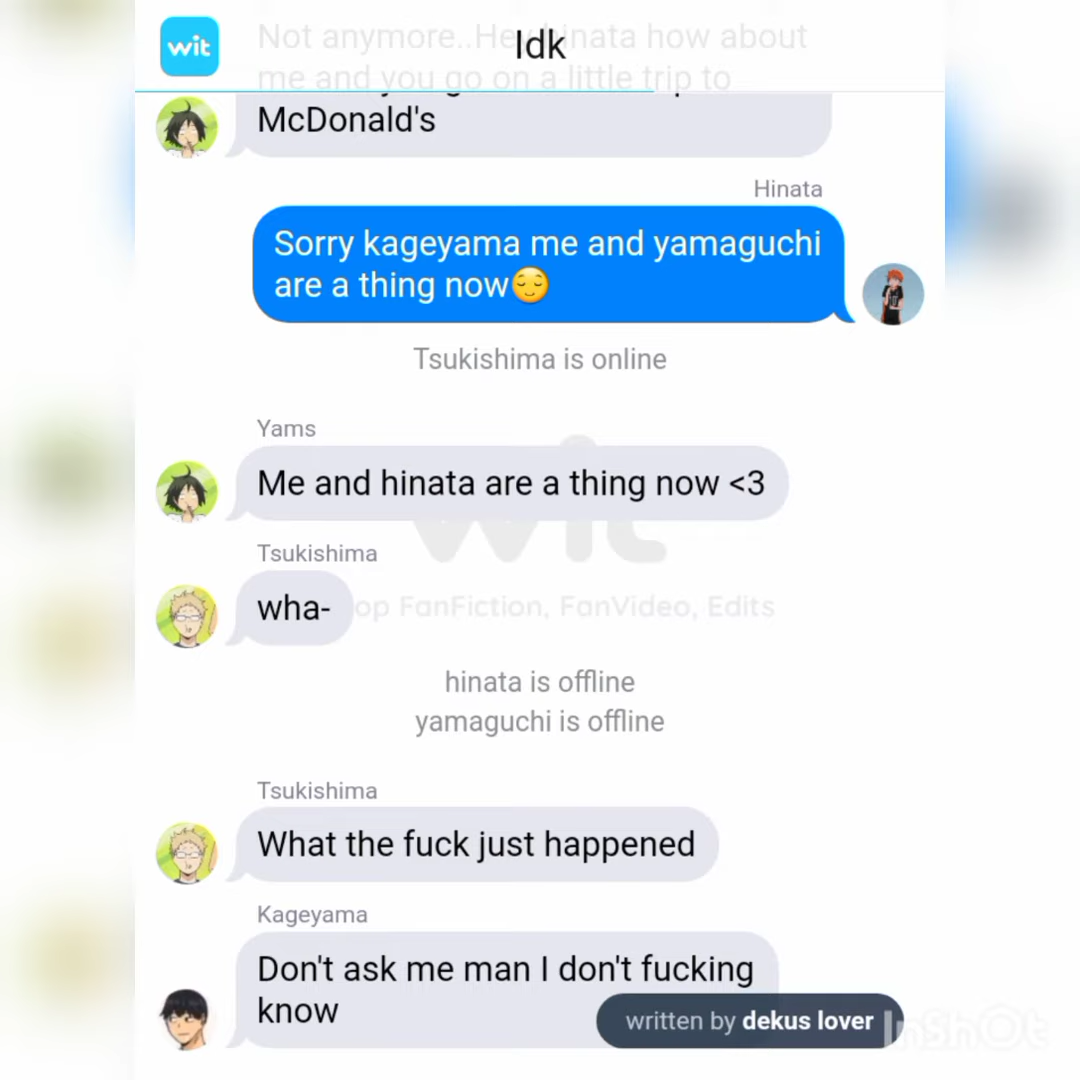 wit
Idk
Not anymore..Hey hinata how about
me and you go on a little trip to
McDonald's
Hinata
Sorry kageyama me and yamaguchi
are a thing now😌
Tsukishima is online
Yams
Me and hinata are a thing now <3
Tsukishima
wha-
wit
op FanFiction, FanVideo, Edits
hinata is offline
yamaguchi is offline
Tsukishima
What the fuck just happened
Kageyama
Don't ask me man I don't fucking
know
written by dekus lover
InShOt